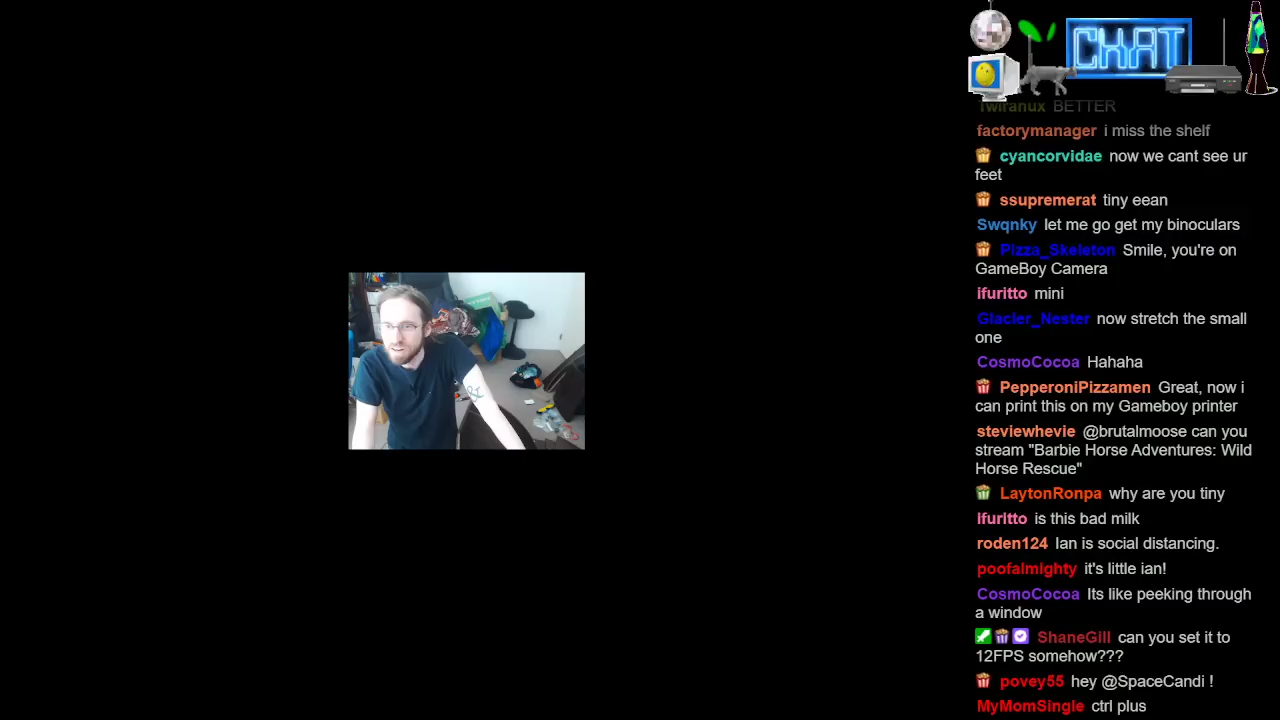 CHAT
Twiranux BETTER
factorymanager i miss the shelf
cyancorvidae now we cant see ur
feet
ssupremerat tiny eean
Swqnky let me go get my binoculars
Pizza_Skeleton Smile, you're on
GameBoy Camera
ifuritto mini
Glacier_Nester now stretch the small
one
CosmoCocoa Hahaha
PepperoniPizzamen Great, now i
can print this on my Gameboy printer
steviewhevie @brutalmoose can you
stream "Barbie Horse Adventures: Wild
Horse Rescue"
LaytonRonpa why are you tiny
ifuritto is this bad milk
roden124 Ian is social distancing.
poofalmighty it's little ian!
CosmoCocoa Its like peeking through
a window
ShaneGill can you set it to
12FPS somehow???
povey55 hey @SpaceCandi !
MyMomSingle ctrl plus